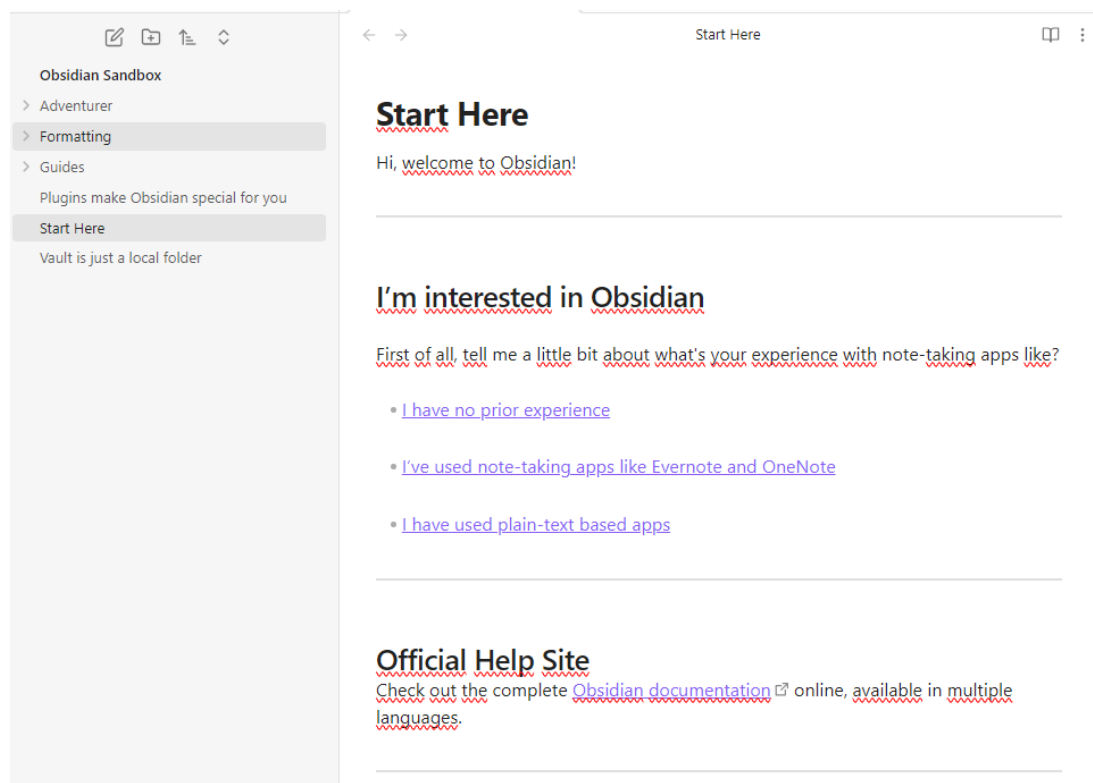 Obsidian Sandbox
Adventurer
Formatting
Guides
Plugins make Obsidian special for you
Start Here
Vault is just a local folder
Start Here
Start Here
Hi, welcome to Obsidian!
I'm interested in Obsidian
First of all, tell me a little bit about what's your experience with note-taking apps like?
I have no prior experience
I've used note-taking apps like Evernote and OneNote
I have used plain-text based apps
Official Help Site
Check out the complete Obsidian documentation online, available in multiple
languages.